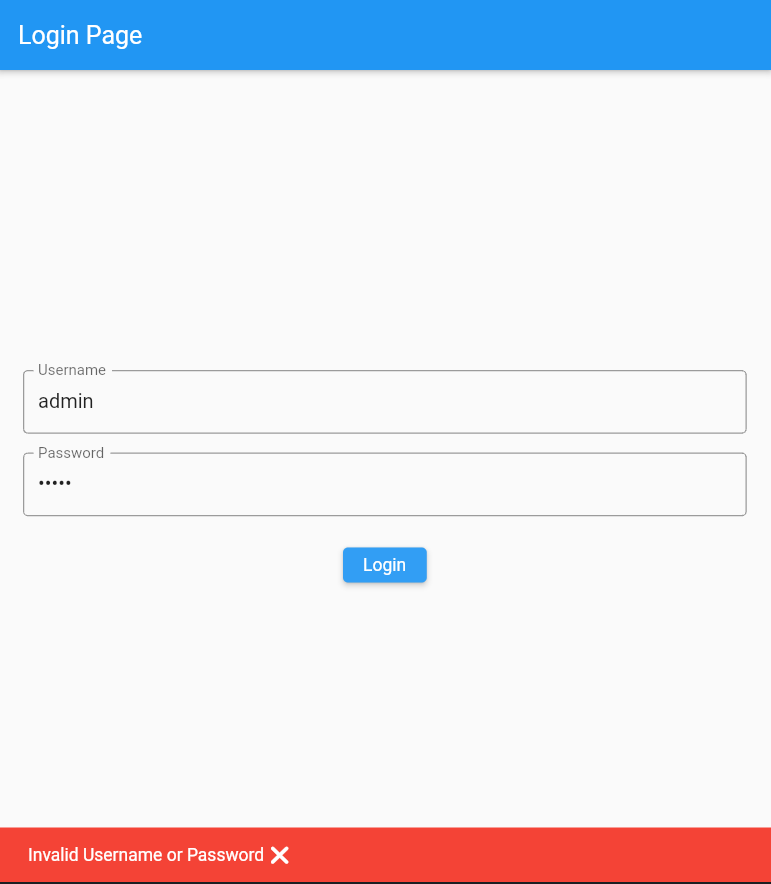 Login Page
Username
admin
Password
•••••
Login
Invalid Username or Password ❌